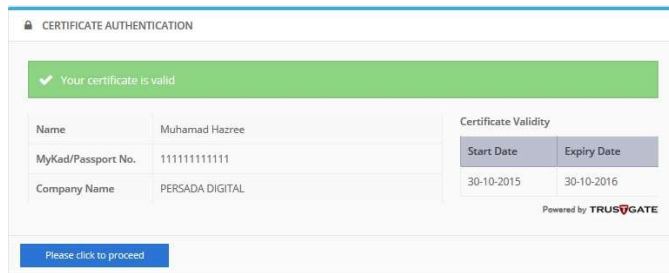 CERTIFICATE AUTHENTICATION
Your certificate is valid
Name Muhamad Hazree
MyKad/Passport No. 111111111111
Company Name PERSADA DIGITAL
Certificate Validity
Start Date Expiry Date
30-10-2015 30-10-2016
Powered by TRUSTGATE
Please click to proceed